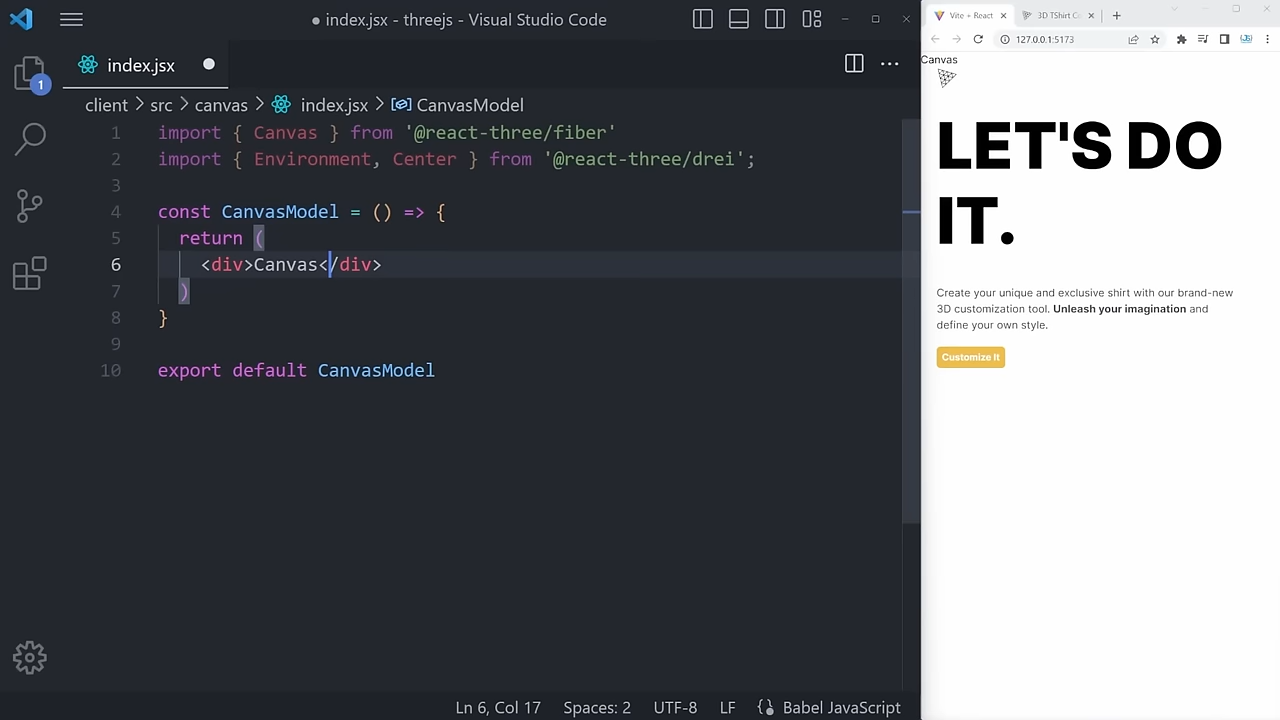 index.jsx - threejs - Visual Studio Code
index.jsx
1
client > src > canvas > index.jsx > CanvasModel
1 import { Canvas } from '@react-three/fiber'
2 import { Environment, Center } from '@react-three/drei';
3
4 const CanvasModel = () => {
5 return (
6 <div>Canvas</div>
7 )
8 }
9
10 export default CanvasModel
Ln 6, Col 17 Spaces: 2 UTF-8 LF Babel JavaScript
Vite + React
3D TShirt
127.0.0.1:5173
Canvas
LET'S DO
IT.
Create your unique and exclusive shirt with our brand-new
3D customization tool. Unleash your imagination and
define your own style.
Customize It